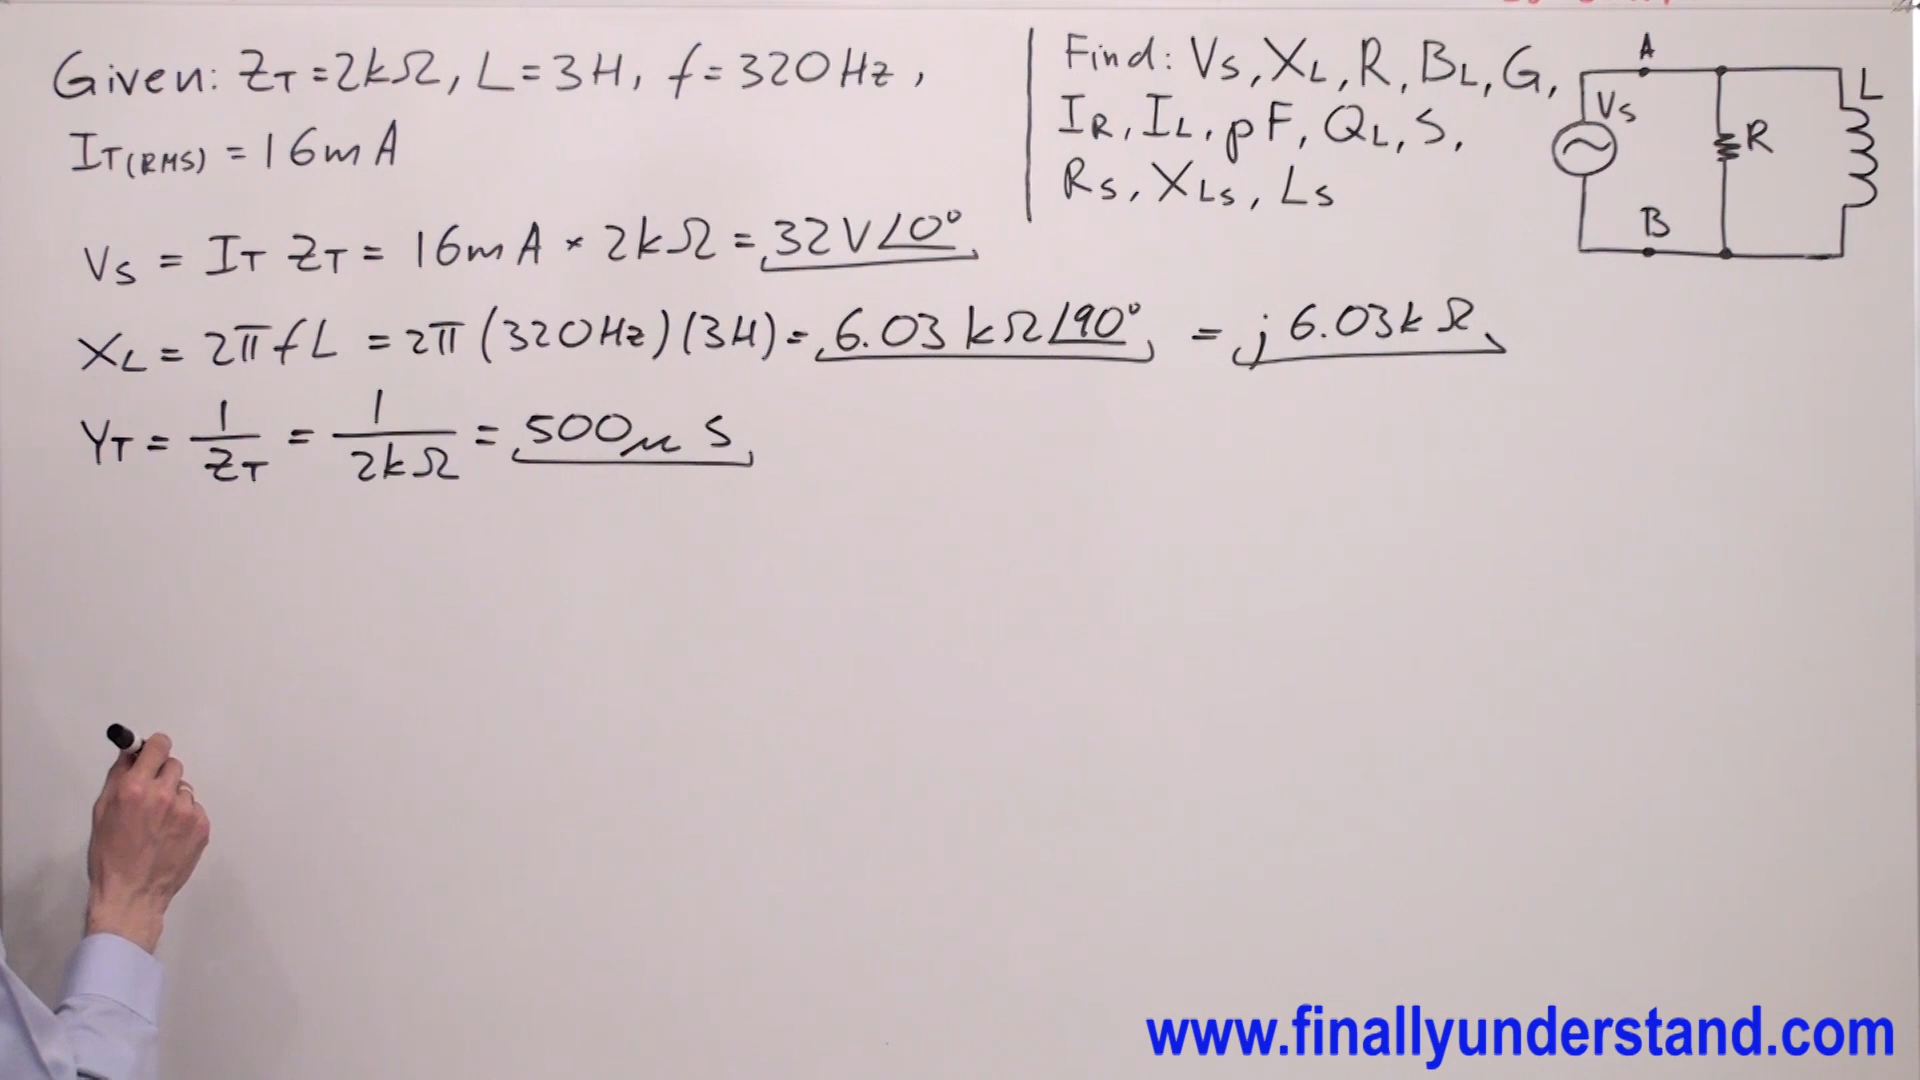 Given: ZT = 2kΩ, L = 3H, f = 320Hz,
IT(RMS) = 16mA
Find: Vs, XL, R, BL, G,
IR, IL, pF, QL, S,
Rs, XLs, Ls
A
Vs
R
L
B
Vs = IT ZT = 16mA × 2kΩ = 32V∠0°
XL = 2πfL = 2π(320Hz)(3H) = 6.03kΩ∠90° = j6.03kΩ
YT = 1/ZT = 1/2kΩ = 500μS
www.finallyunderstand.com